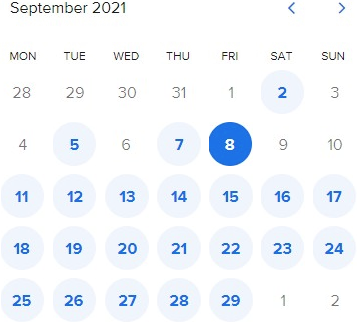 September 2021
MON TUE WED THU FRI SAT SUN
28 29 30 31 1 2 3
4 5 6 7 8 9 10
11 12 13 14 15 16 17
18 19 20 21 22 23 24
25 26 27 28 29 1 2